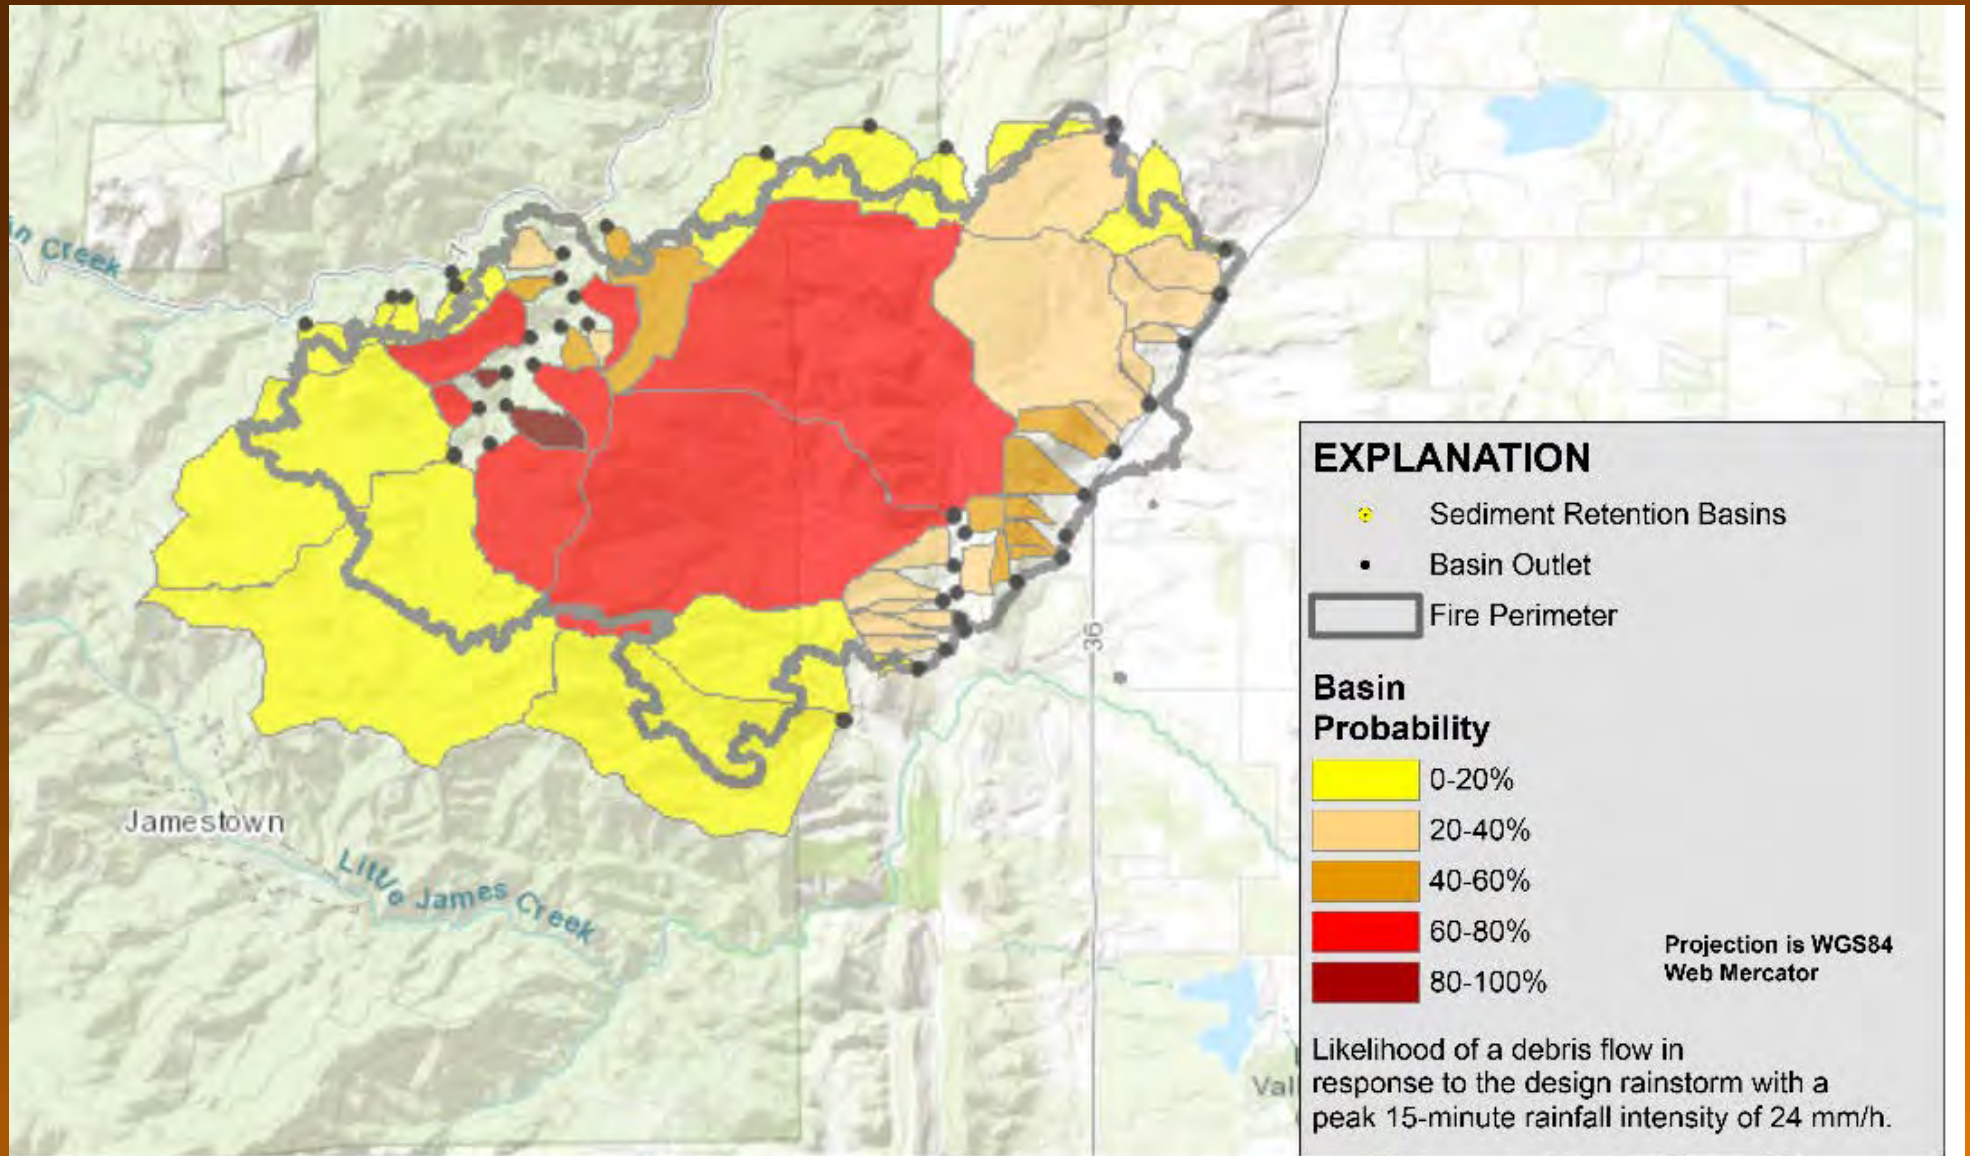 in Creek
36
Jamestown
Little James Creek
Val
EXPLANATION
Sediment Retention Basins
Basin Outlet
Fire Perimeter
Basin
Probability
0-20%
20-40%
40-60%
60-80%
80-100%
Projection is WGS84
Web Mercator
Likelihood of a debris flow in
response to the design rainstorm with a
peak 15-minute rainfall intensity of 24 mm/h.